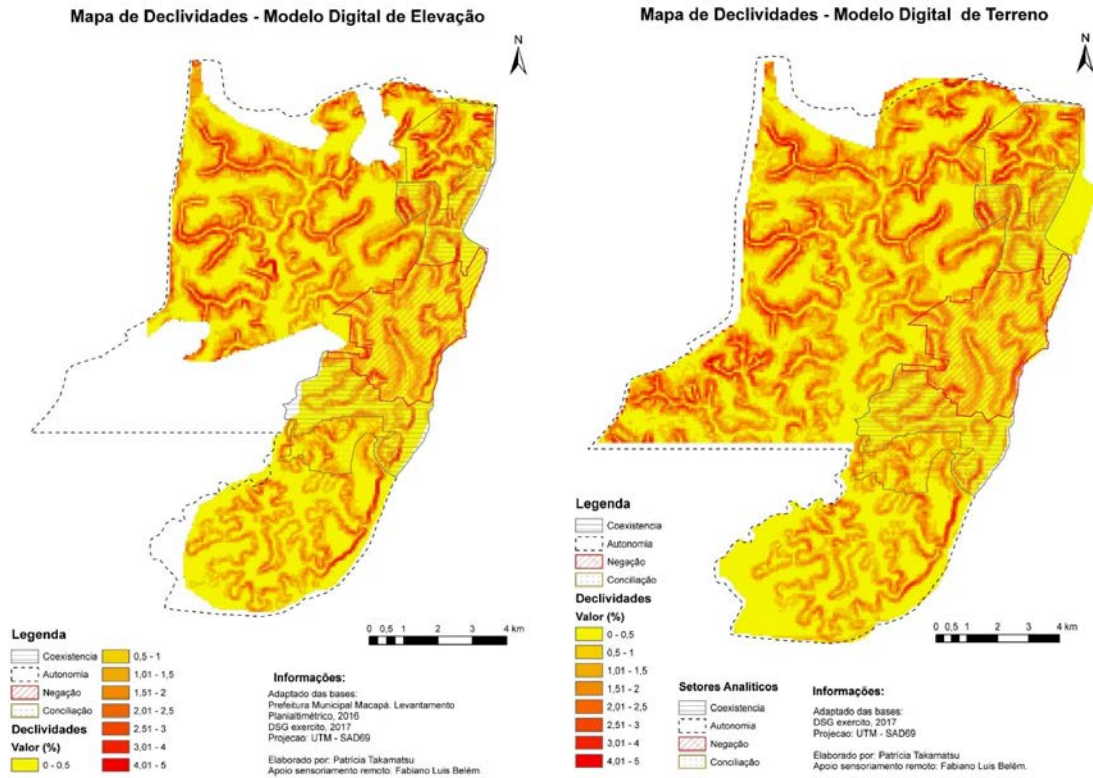 Mapa de Declividades - Modelo Digital de Elevação
N
0 0,5 1 2 3 4 km
Legenda
Coexistencia
Autonomia
Negação
Conciliação
Declividades
Valor (%)
0 - 0.5
0,5 - 1
1,01 - 1,5
1,51 - 2
2,01 - 2,5
2.51 - 3
3,01 - 4
4,01 - 5
Informações:
Adaptado das bases:
Prefeitura Municipal Macapá. Levantamento
Planialtimétrico, 2016
DSG exercito, 2017
Projecao: UTM - SAD69
Elaborado por: Patrícia Takamatsu
Apoio sensoriamento remoto: Fabiano Luis Belém.
Mapa de Declividades - Modelo Digital de Terreno
N
0 0,5 1 2 3 4 km
Legenda
Coexistencia
Autonomia
Negação
Conciliação
Declividades
Valor (%)
0 - 0,5
0,5 - 1
1,01 - 1,5
1,51 - 2
2,01 - 2,5
2.51 - 3
3,01 - 4
4,01 - 5
Setores Analiticos
Coexistencia
Autonomia
Negação
Conciliação
Informações:
Adaptado das bases:
DSG exercito, 2017
Projecao: UTM - SAD69
Elaborado por: Patrícia Takamatsu
Apoio sensoriamento remoto: Fabiano Luis Belém.